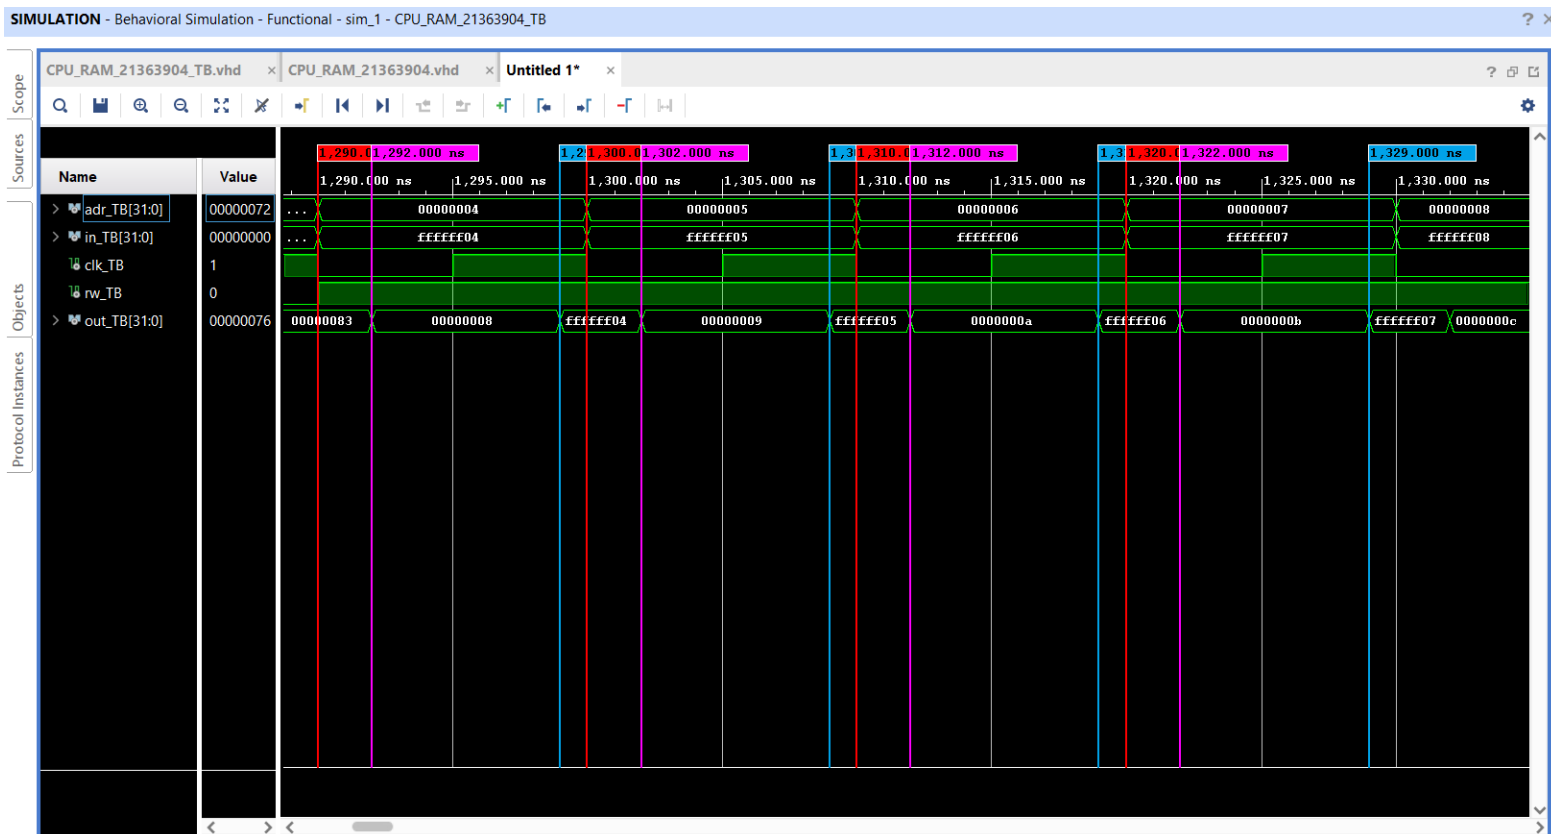 SIMULATION - Behavioral Simulation - Functional - sim_1 - CPU_RAM_21363904_TB
Scope
Sources
Objects
Protocol Instances
CPU_RAM_21363904_TB.vhd
CPU_RAM_21363904.vhd
Untitled 1*
1,292.000 ns 1,302.000 ns 1,312.000 ns 1,322.000 ns 1,329.000 ns
Name Value
1,290.000 ns 1,295.000 ns 1,300.000 ns 1,305.000 ns 1,310.000 ns 1,315.000 ns 1,320.000 ns 1,325.000 ns 1,330.000 ns
adr_TB[31:0] 00000072 ... 00000004 00000005 00000006 00000007 00000008
in_TB[31:0] 00000000 ... ffffff04 ffffff05 ffffff06 ffffff07 ffffff08
clk_TB 1
rw_TB 0
out_TB[31:0] 00000076 00000083 00000008 ffffff04 00000009 ffffff05 0000000a ffffff06 0000000b ffffff07 0000000c